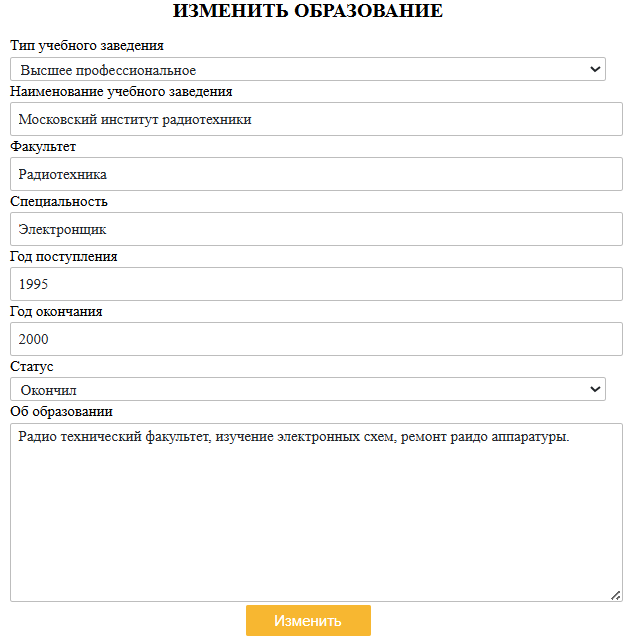 ИЗМЕНИТЬ ОБРАЗОВАНИЕ
Тип учебного заведения
Высшее профессиональное
Наименование учебного заведения
Московский институт радиотехники
Факультет
Радиотехника
Специальность
Электронщик
Год поступления
1995
Год окончания
2000
Статус
Окончил
Об образовании
Радио технический факультет, изучение электронных схем, ремонт раидо аппаратуры.
Изменить